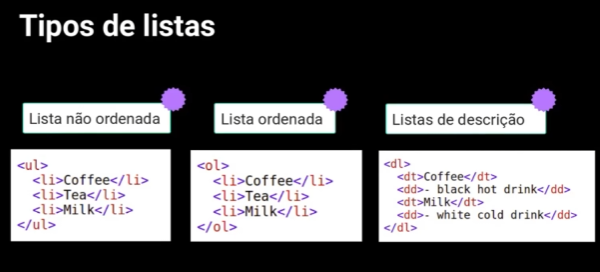 Tipos de listas
Lista não ordenada
<ul>
<li>Coffee</li>
<li>Tea</li>
<li>Milk</li>
</ul>
Lista ordenada
<ol>
<li>Coffee</li>
<li>Tea</li>
<li>Milk</li>
</ol>
Listas de descrição
<dl>
<dt>Coffee</dt>
<dd>- black hot drink</dd>
<dt>Milk</dt>
<dd>- white cold drink</dd>
</dl>